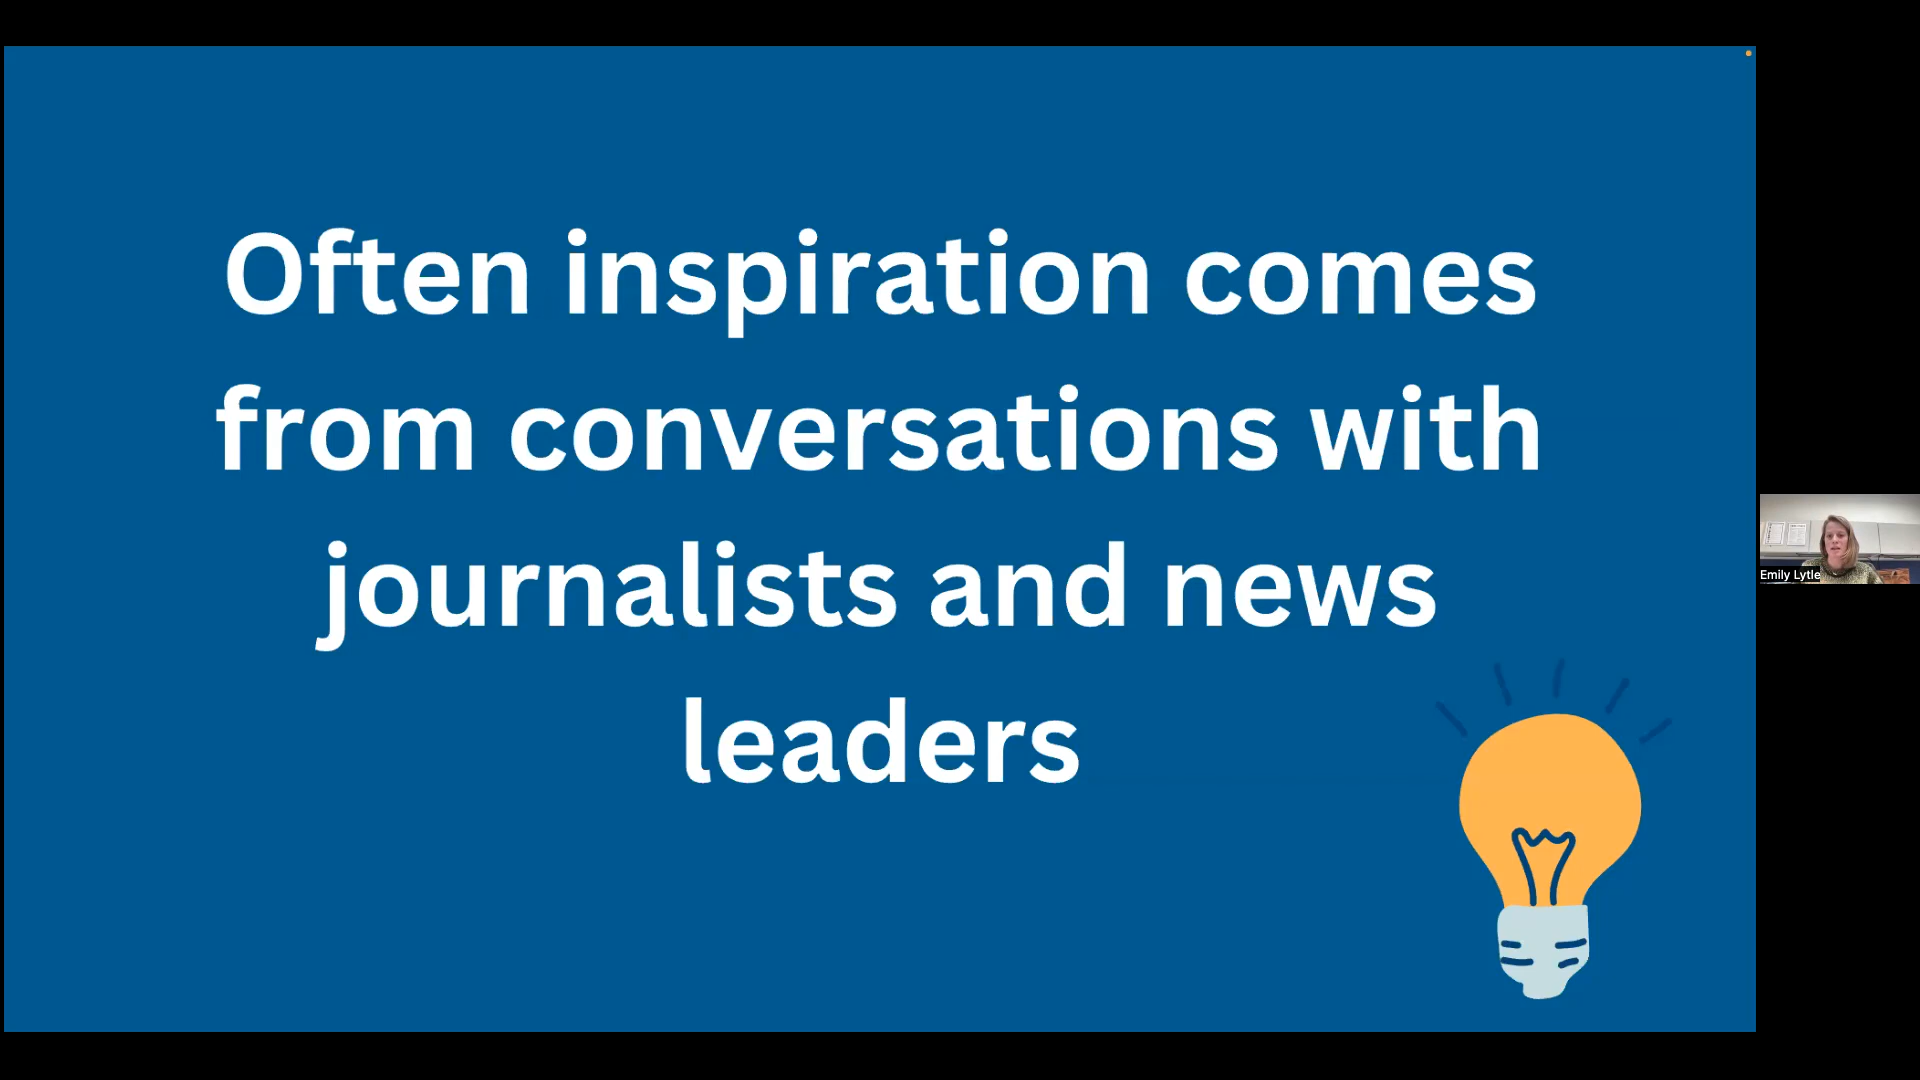 Often inspiration comes
from conversations with
journalists and news
leaders
Emily Lytle